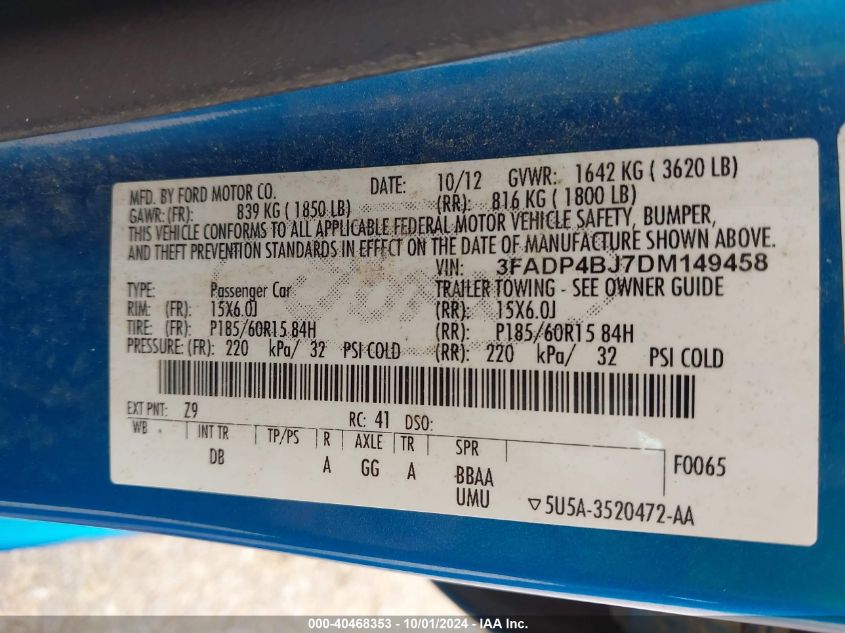 MFD. BY FORD MOTOR CO. DATE: 10/12 GVWR: 1642 KG ( 3620 LB)
GAWR: (FR): 839 KG ( 1850 LB) (RR): 816 KG ( 1800 LB)
THIS VEHICLE CONFORMS TO ALL APPLICABLE FEDERAL MOTOR VEHICLE SAFETY, BUMPER,
AND THEFT PREVENTION STANDARDS IN EFFECT ON THE DATE OF MANUFACTURE SHOWN ABOVE.
VIN: 3FADP4BJ7DM149458
TYPE: Passenger Car TRAILER TOWING - SEE OWNER GUIDE
RIM: (FR): 15X6.0J (RR): 15X6.0J
TIRE: (FR): P185/60R15 84H (RR): P185/60R15 84H
PRESSURE: (FR): 220 kPa/ 32 PSI COLD (RR): 220 kPa/ 32 PSI COLD
EXT PNT: Z9 RC: 41 DSO:
WB INT TR TP/PS R AXLE TR SPR
DB A GG A BBAA F0065
UMU ▽5U5A-3520472-AA
000-40468353 - 10/01/2024 - IAA Inc.